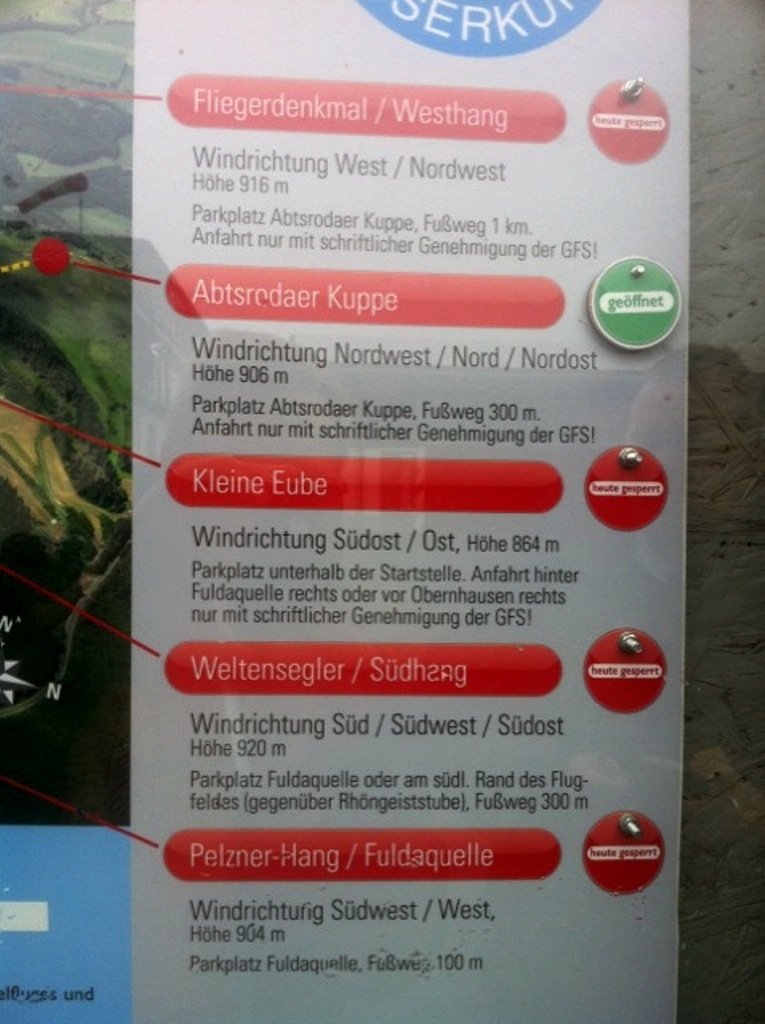 Fliegerdenkmal / Westhang
heute gesperrt
Windrichtung West / Nordwest
Höhe 916 m
Parkplatz Abtsrodaer Kuppe, Fußweg 1 km.
Anfahrt nur mit schriftlicher Genehmigung der GFS!
Abtsrodaer Kuppe
geöffnet
Windrichtung Nordwest / Nord / Nordost
Höhe 906 m
Parkplatz Abtsrodaer Kuppe, Fußweg 300 m.
Anfahrt nur mit schriftlicher Genehmigung der GFS!
Kleine Eube
heute gesperrt
Windrichtung Südost / Ost, Höhe 864 m
Parkplatz unterhalb der Startstelle. Anfahrt hinter
Fuldaquelle rechts oder vor Obernhausen rechts
nur mit schriftlicher Genehmigung der GFS!
Weltensegler / Südhang
heute gesperrt
Windrichtung Süd / Südwest / Südost
Höhe 920 m
Parkplatz Fuldaquelle oder am südl. Rand des Flug-
feldes (gegenüber Rhöngeiststube), Fußweg 300 m
Pelzner-Hang / Fuldaquelle
heute gesperrt
Windrichtung Südwest / West,
Höhe 904 m
Parkplatz Fuldaquelle, Fußweg 100 m
W
N
und